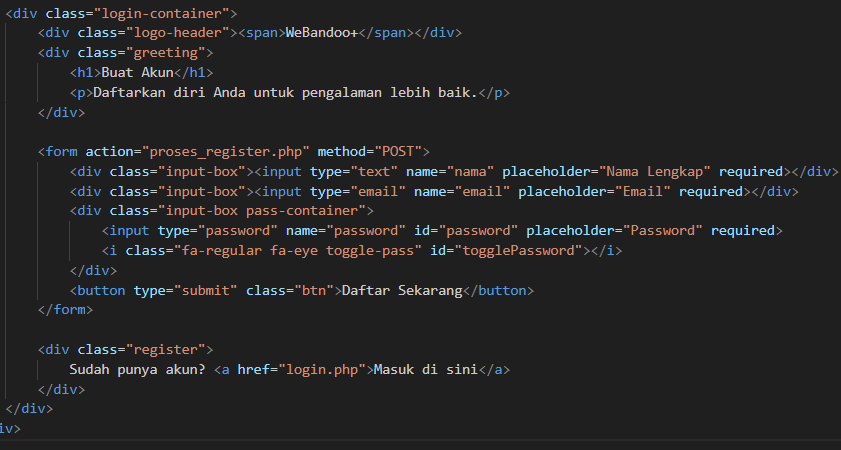 <div class="login-container">
<div class="logo-header"><span>WeBandoo+</span></div>
<div class="greeting">
<h1>Buat Akun</h1>
<p>Daftarkan diri Anda untuk pengalaman lebih baik.</p>
</div>
<form action="proses_register.php" method="POST">
<div class="input-box"><input type="text" name="nama" placeholder="Nama Lengkap" required></div>
<div class="input-box"><input type="email" name="email" placeholder="Email" required></div>
<div class="input-box pass-container">
<input type="password" name="password" id="password" placeholder="Password" required>
<i class="fa-regular fa-eye toggle-pass" id="togglePassword"></i>
</div>
<button type="submit" class="btn">Daftar Sekarang</button>
</form>
<div class="register">
Sudah punya akun? <a href="login.php">Masuk di sini</a>
</div>
</div>
iv>